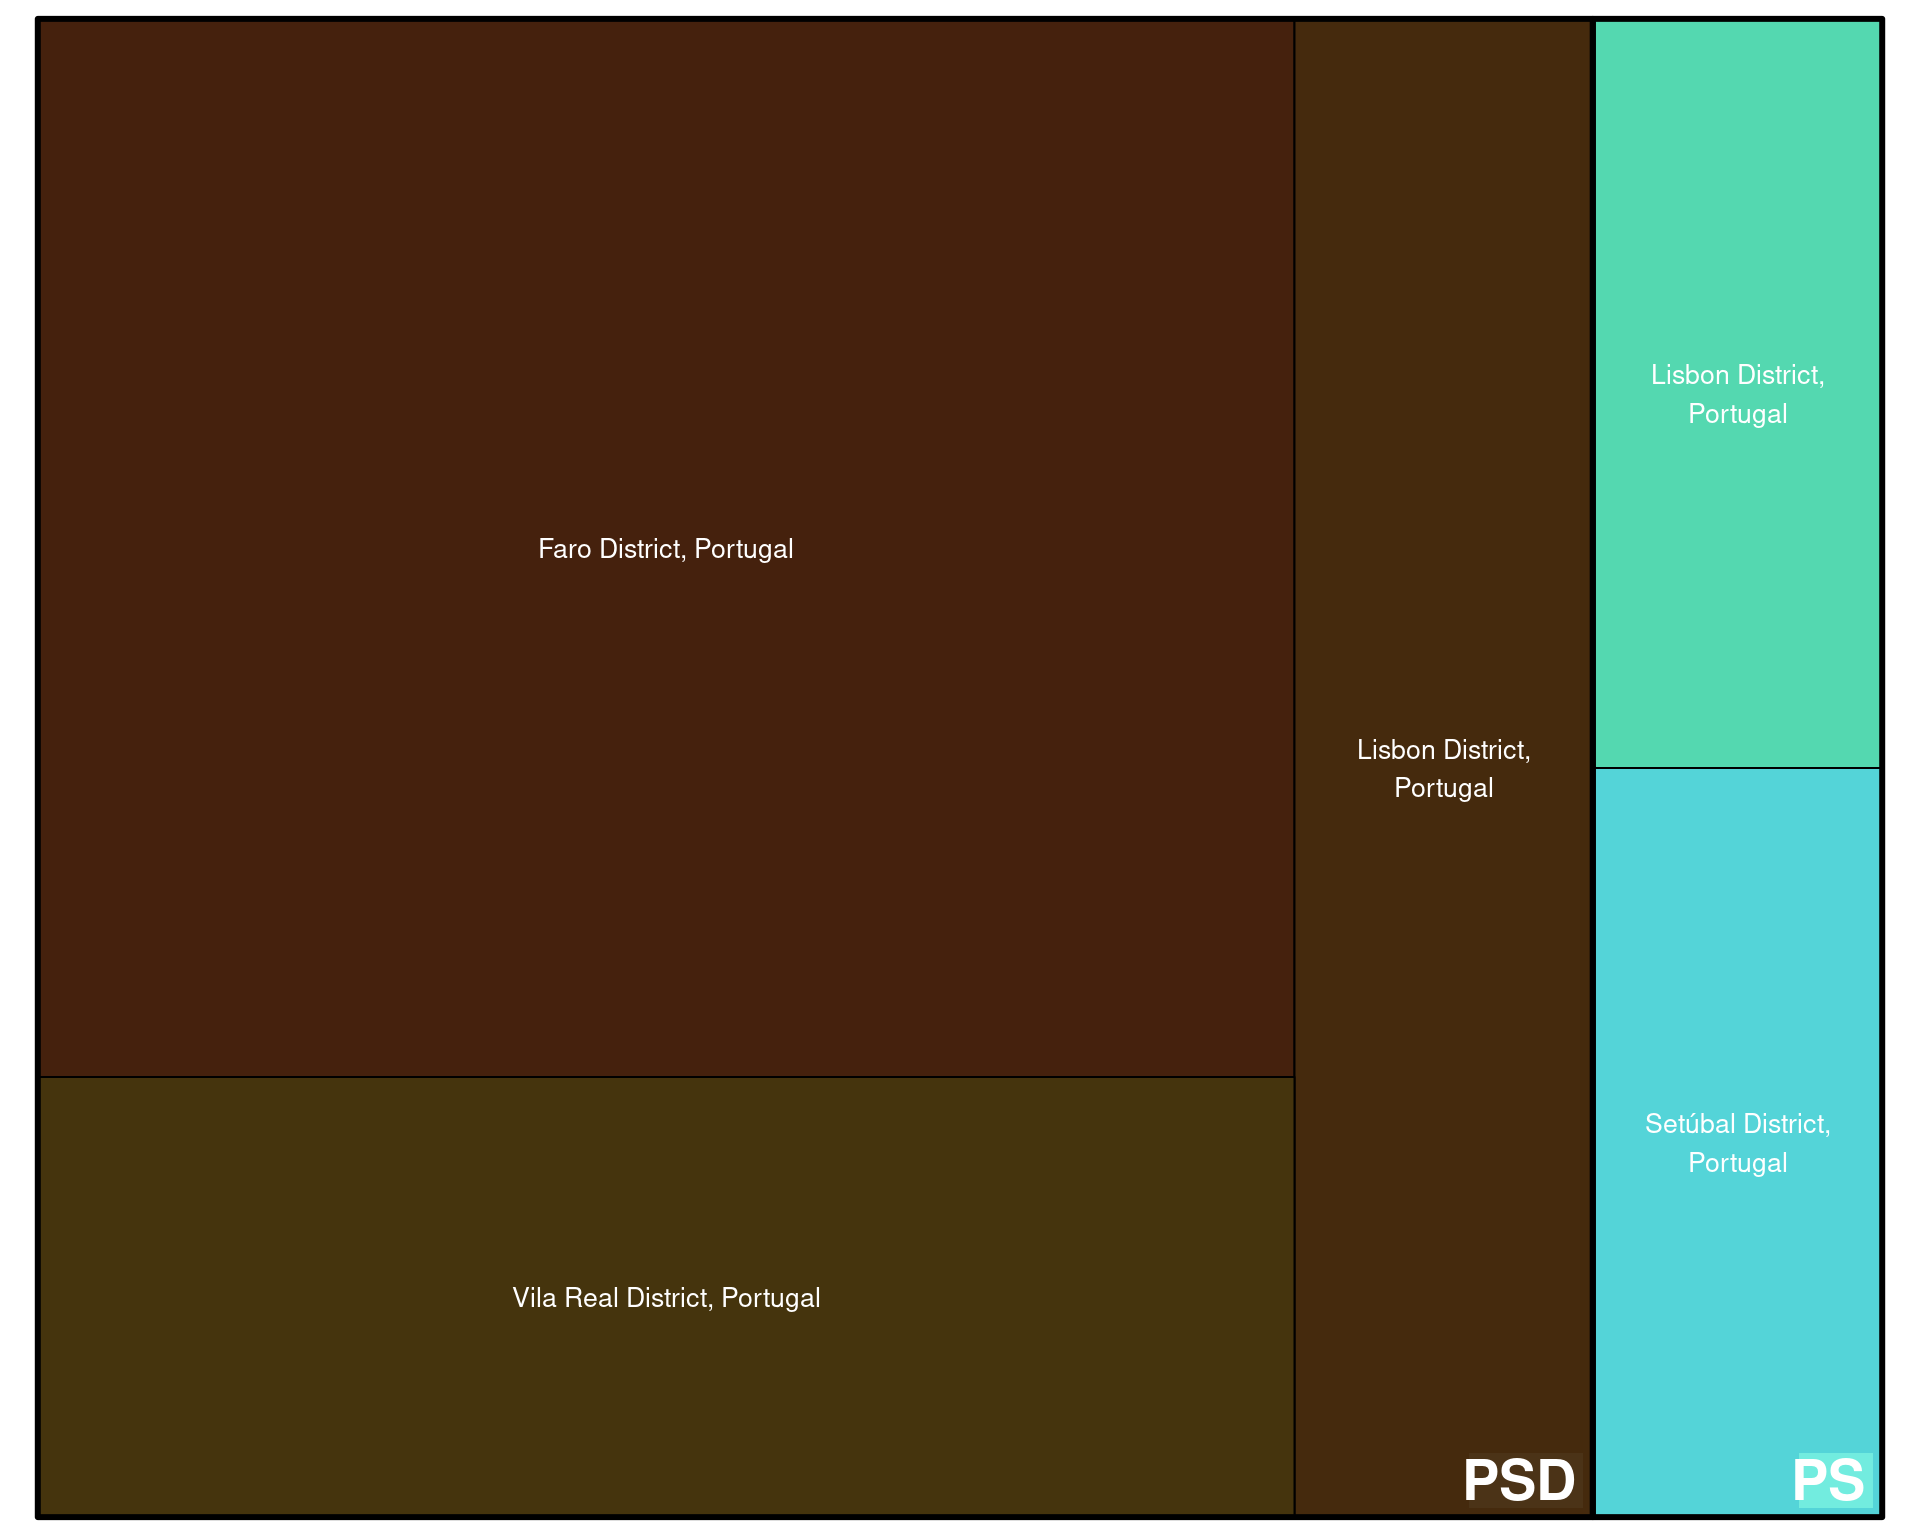 Faro District, Portugal
Vila Real District, Portugal
Lisbon District,
Portugal
PSD
Lisbon District,
Portugal
Setúbal District,
Portugal
PS